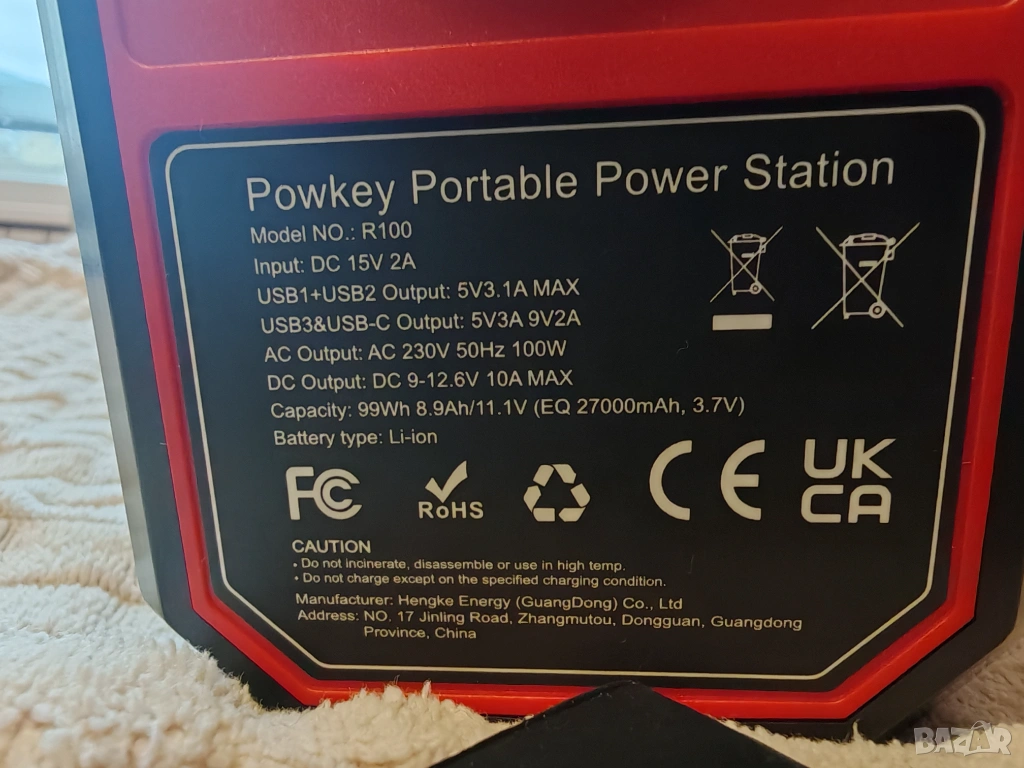 Powkey Portable Power Station
Model NO.: R100
Input: DC 15V 2A
USB1+USB2 Output: 5V3.1A MAX
USB3&USB-C Output: 5V3A 9V2A
AC Output: AC 230V 50Hz 100W
DC Output: DC 9-12.6V 10A MAX
Capacity: 99Wh 8.9Ah/11.1V (EQ 27000mAh, 3.7V)
Battery type: Li-ion
FC RoHS CE UK CA
CAUTION
• Do not incinerate, disassemble or use in high temp.
• Do not charge except on the specified charging condition.
Manufacturer: Hengke Energy (GuangDong) Co., Ltd
Address: NO. 17 Jinling Road, Zhangmutou, Dongguan, Guangdong
Province, China
BAZAR